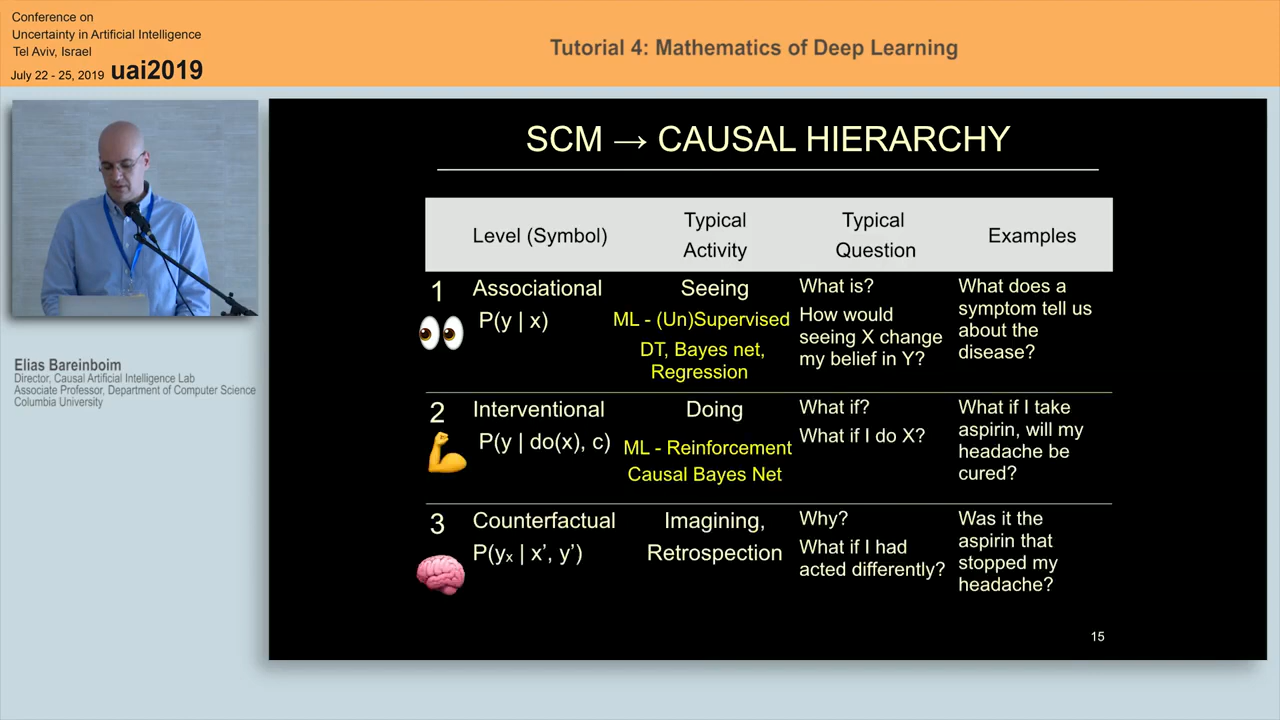 Conference on
Uncertainty in Artificial Intelligence
Tel Aviv, Israel
July 22 - 25, 2019 uai2019
Tutorial 4: Mathematics of Deep Learning
Elias Bareinboim
Director, Causal Artificial Intelligence Lab
Associate Professor, Department of Computer Science
Columbia University
SCM → CAUSAL HIERARCHY
Level (Symbol)
Typical
Activity
Typical
Question
Examples
1
Associational
P(y | x)
Seeing
ML - (Un)Supervised
DT, Bayes net,
Regression
What is?
How would
seeing X change
my belief in Y?
What does a
symptom tell us
about the
disease?
2
Interventional
P(y | do(x), c)
Doing
ML - Reinforcement
Causal Bayes Net
What if?
What if I do X?
What if I take
aspirin, will my
headache be
cured?
3
Counterfactual
P(yₓ | x’, y’)
Imagining,
Retrospection
Why?
What if I had
acted differently?
Was it the
aspirin that
stopped my
headache?
15